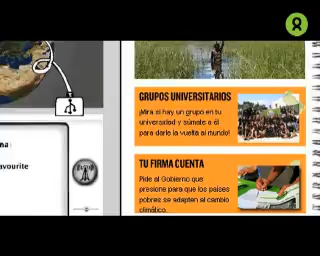 GRUPOS UNIVERSITARIOS
¡Mira si hay un grupo en tu
universidad y súmate a él
para darle la vuelta al mundo!
na
avourite
TU FIRMA CUENTA
Pide al Gobierno que
presione para que los países
pobres se adapten al cambio
climático.